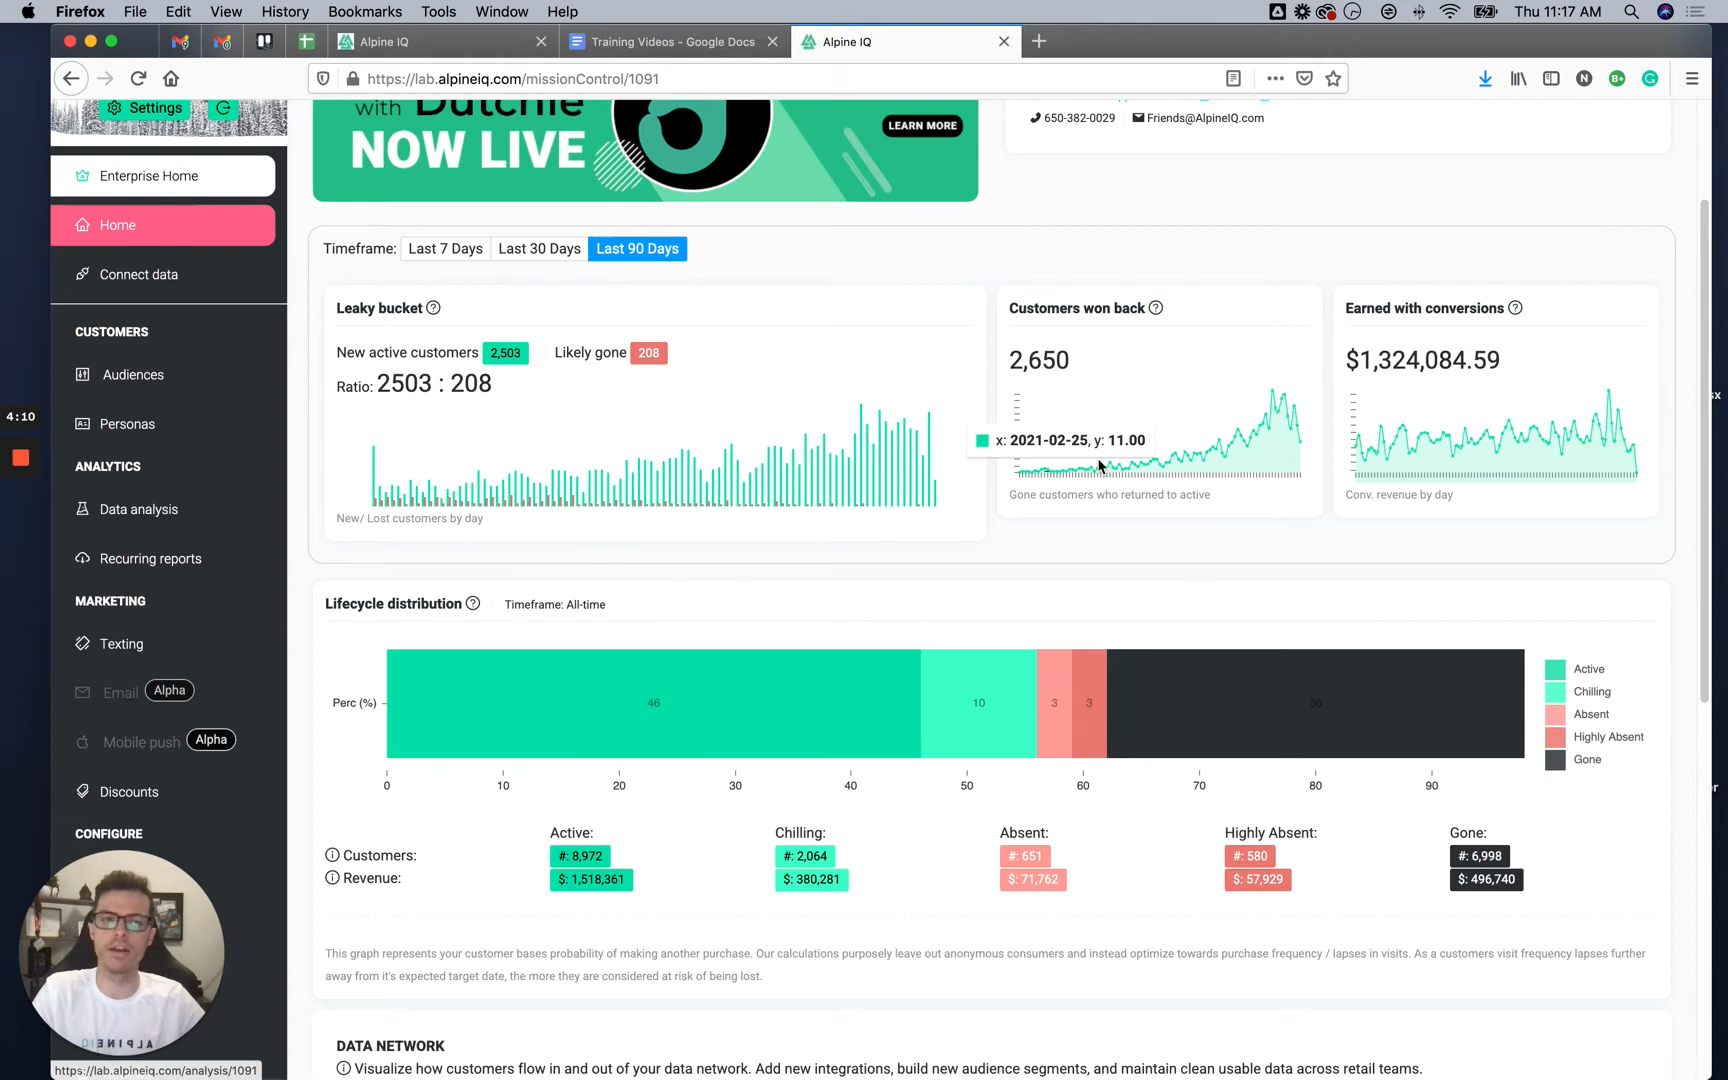 Firefox File Edit View History Bookmarks Tools Window Help Thu 11:17 AM
Alpine IQ Training Videos - Google Docs Alpine IQ
https://lab.alpineiq.com/missionControl/1091
Settings
with Dutchie
NOW LIVE
LEARN MORE
650-382-0029 Friends@AlpineIQ.com
Enterprise Home
Home
Connect data
CUSTOMERS
Audiences
Personas
ANALYTICS
Data analysis
Recurring reports
MARKETING
Texting
Email Alpha
Mobile push Alpha
Discounts
CONFIGURE
4:10
Timeframe: Last 7 Days Last 30 Days Last 90 Days
Leaky bucket
New active customers 2,503 Likely gone 208
Ratio: 2503 : 208
New/ Lost customers by day
Customers won back
2,650
x: 2021-02-25, y: 11.00
Gone customers who returned to active
Earned with conversions
$1,324,084.59
Conv. revenue by day
Lifecycle distribution Timeframe: All-time
Perc (%)
46 10 3 3 36
0 10 20 30 40 50 60 70 80 90
Active
Chilling
Absent
Highly Absent
Gone
Active: Chilling: Absent: Highly Absent: Gone:
Customers: #: 8,972 #: 2,064 #: 651 #: 580 #: 6,998
Revenue: $: 1,518,361 $: 380,281 $: 71,762 $: 57,929 $: 496,740
This graph represents your customer bases probability of making another purchase. Our calculations purposely leave out anonymous consumers and instead optimize towards purchase frequency / lapses in visits. As a customers visit frequency lapses further
away from it's expected target date, the more they are considered at risk of being lost.
DATA NETWORK
Visualize how customers flow in and out of your data network. Add new integrations, build new audience segments, and maintain clean usable data across retail teams.
https://lab.alpineiq.com/analysis/1091